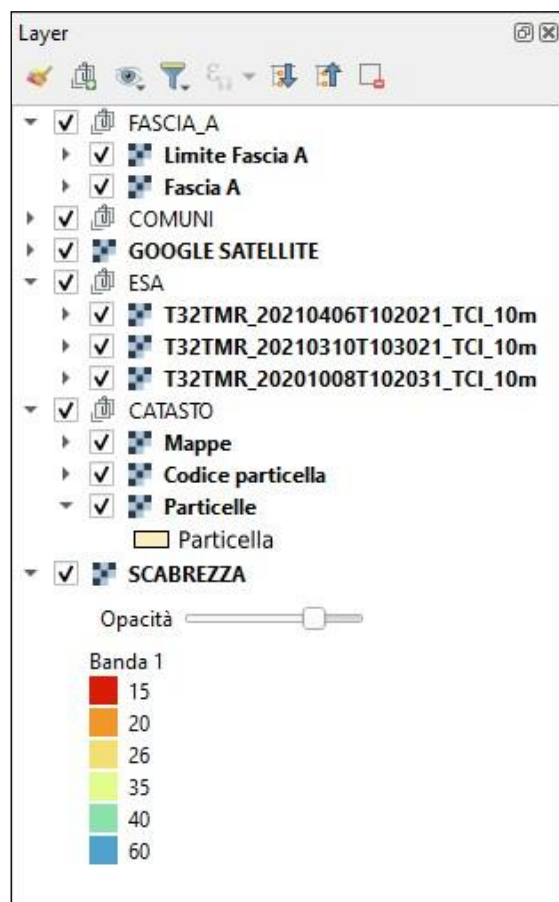 Layer
FASCIA_A
Limite Fascia A
Fascia A
COMUNI
GOOGLE SATELLITE
ESA
T32TMR_20210406T102021_TCI_10m
T32TMR_20210310T103021_TCI_10m
T32TMR_20201008T102031_TCI_10m
CATASTO
Mappe
Codice particella
Particelle
Particella
SCABREZZA
Opacità
Banda 1
15
20
26
35
40
60